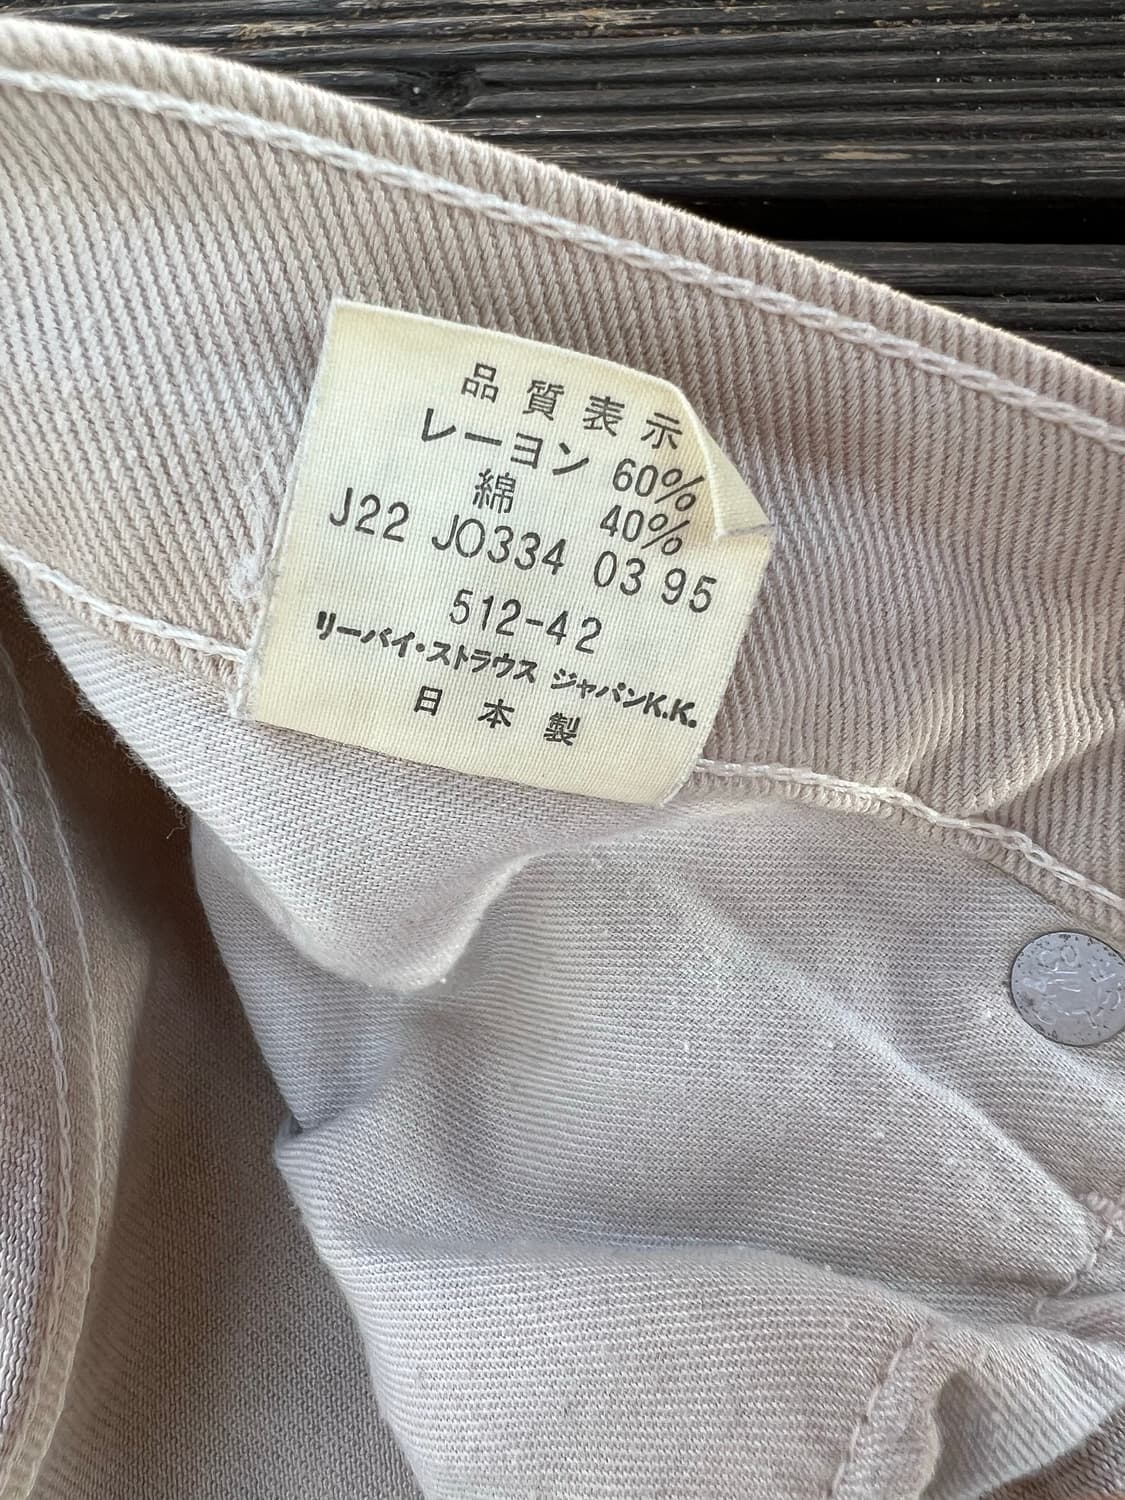 品質表示
レーヨン 60%
綿 40%
J22 JO334 03 95
512-42
リーバイ・ストラウス ジャパンK.K.
日本製